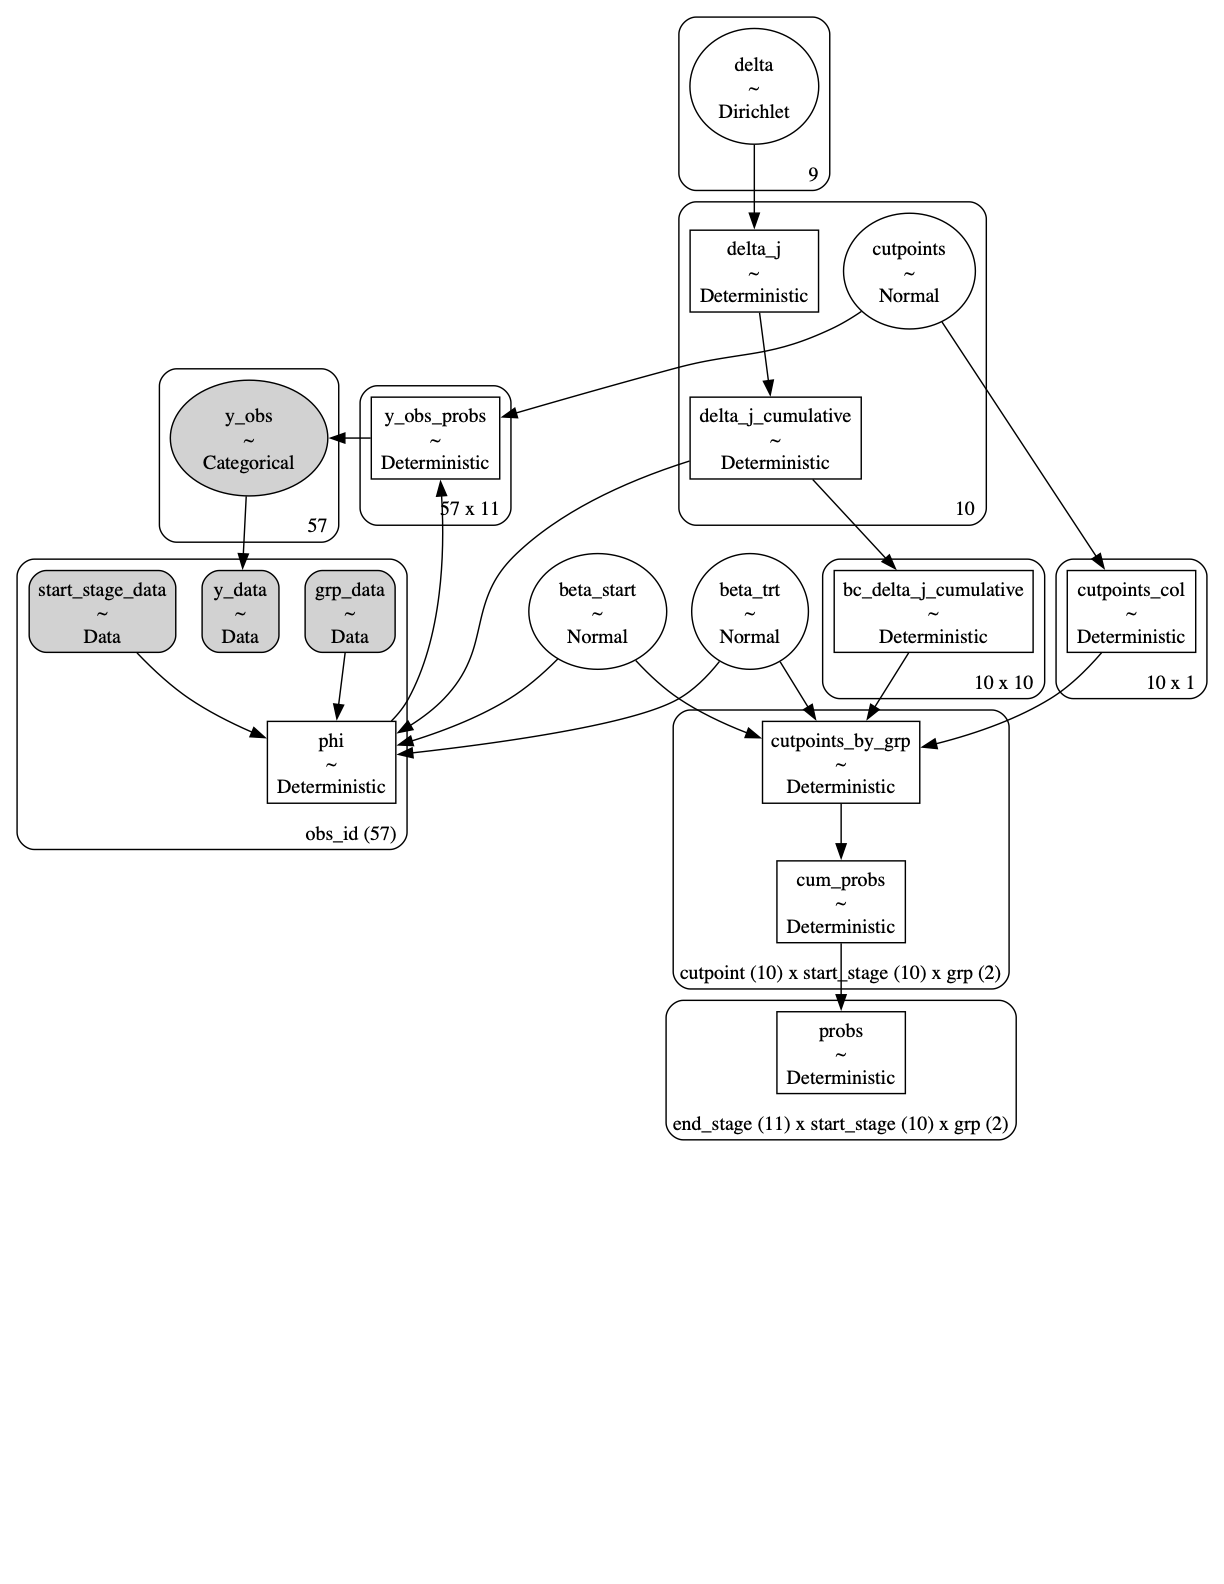 delta
~
Dirichlet
9
delta_j
~
Deterministic
cutpoints
~
Normal
delta_j_cumulative
~
Deterministic
10
y_obs
~
Categorical
57
y_obs_probs
~
Deterministic
57 x 11
start_stage_data
~
Data
y_data
~
Data
grp_data
~
Data
phi
~
Deterministic
obs_id (57)
beta_start
~
Normal
beta_trt
~
Normal
bc_delta_j_cumulative
~
Deterministic
10 x 10
cutpoints_col
~
Deterministic
10 x 1
cutpoints_by_grp
~
Deterministic
cum_probs
~
Deterministic
cutpoint (10) x start_stage (10) x grp (2)
probs
~
Deterministic
end_stage (11) x start_stage (10) x grp (2)